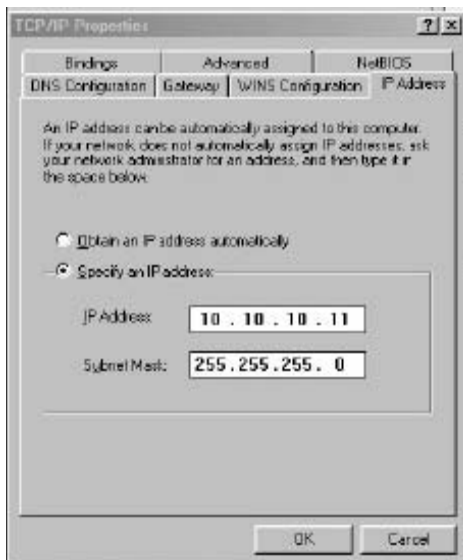 TCP/IP Properties
? ×
Bindings Advanced NetBIOS
DNS Configuration Gateway WINS Configuration IP Address
An IP address can be automatically assigned to this computer.
If your network does not automatically assign IP addresses, ask
your network administrator for an address, and then type it in
the space below.
Obtain an IP address automatically
Specify an IP address:
IP Address: 10 . 10 . 10 . 11
Subnet Mask: 255.255.255. 0
OK Cancel